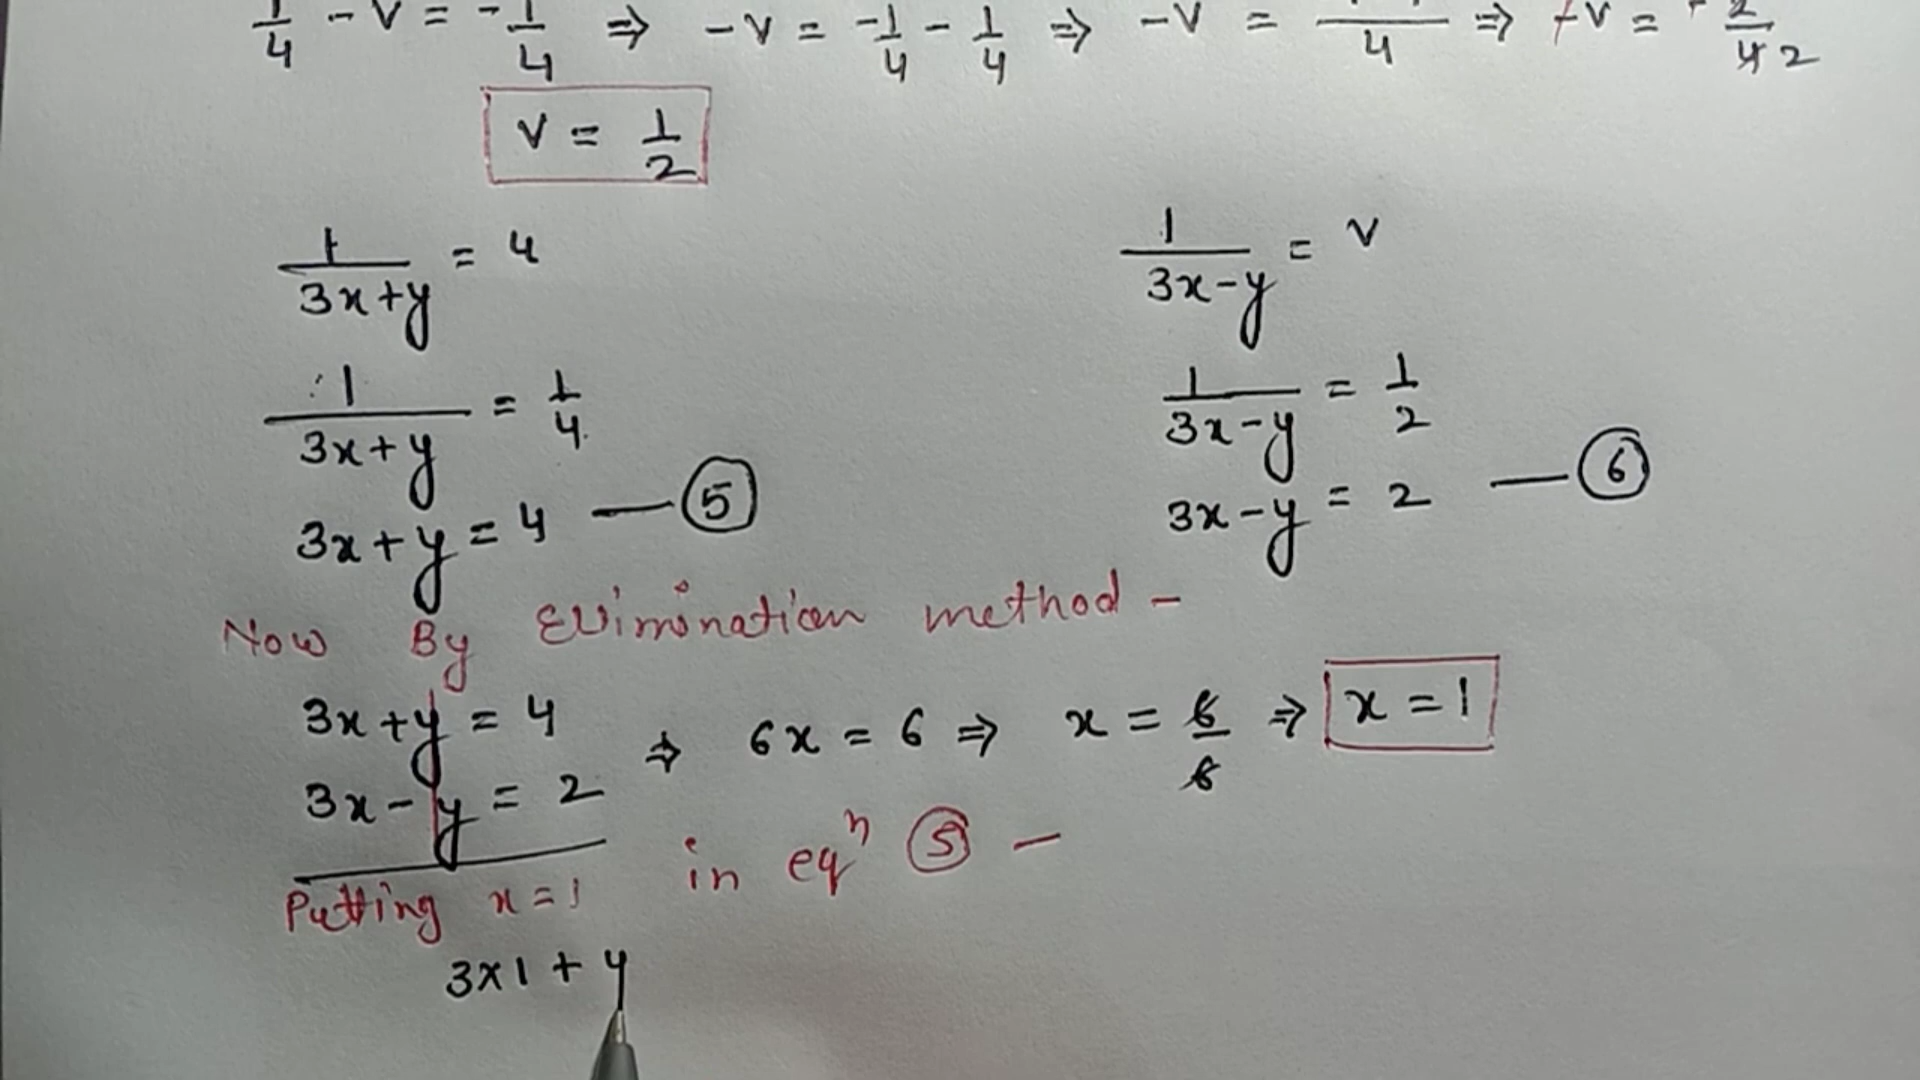 1/4 - v = -1/4 ⇒ -v = -1/4 - 1/4 ⇒ -v = /4 ⇒ -v = -2/4 2
v = 1/2
1/3x+y = 4
1/3x-y = v
1/3x+y = 1/4
1/3x-y = 1/2
3x+y = 4 — 5
3x-y = 2 — 6
Now By Elimination method -
3x+y = 4
3x-y = 2
⇒ 6x = 6 ⇒ x = 6/6 ⇒ x = 1
Putting x=1 in eqⁿ 5 -
3x1 + y